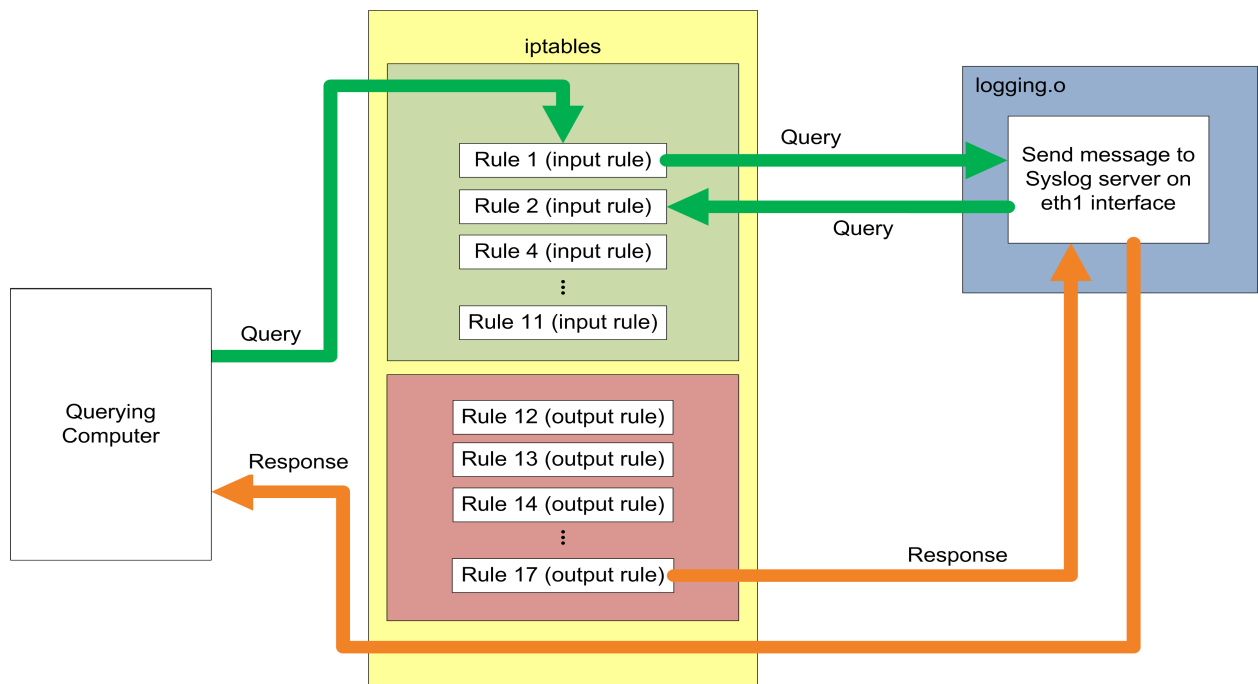 iptables
logging.o
Rule 1 (input rule)
Rule 2 (input rule)
Rule 4 (input rule)
Rule 11 (input rule)
Query
Query
Send message to
Syslog server on
eth1 interface
Query
Querying
Computer
Response
Rule 12 (output rule)
Rule 13 (output rule)
Rule 14 (output rule)
Rule 17 (output rule)
Response